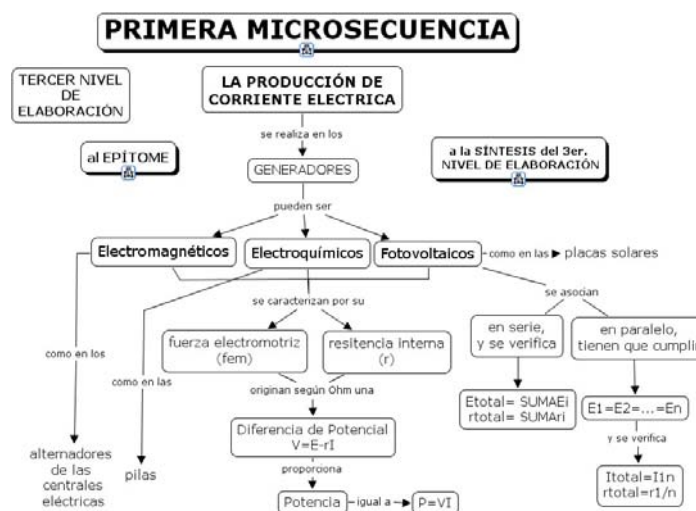 PRIMERA MICROSECUENCIA
TERCER NIVEL
DE
ELABORACIÓN
LA PRODUCCIÓN DE
CORRIENTE ELECTRICA
se realiza en los
al EPÍTOME
a la SÍNTESIS del 3er.
NIVEL DE ELABORACIÓN
GENERADORES
pueden ser
Electromagnéticos
Electroquímicos
Fotovoltaicos
como en las
placas solares
se caracterizan por su
se asocian
fuerza electromotriz
(fem)
resitencia interna
(r)
en serie,
y se verifica
en paralelo,
tienen que cumplir
como en los
como en las
originan según Ohm una
Etotal= SUMAEi
rtotal= SUMAri
E1=E2=...=En
Diferencia de Potencial
V=E-rI
y se verifica
alternadores
de las
centrales
eléctricas
pilas
proporciona
Itotal=I1n
rtotal=r1/n
Potencia
igual a
P=VI